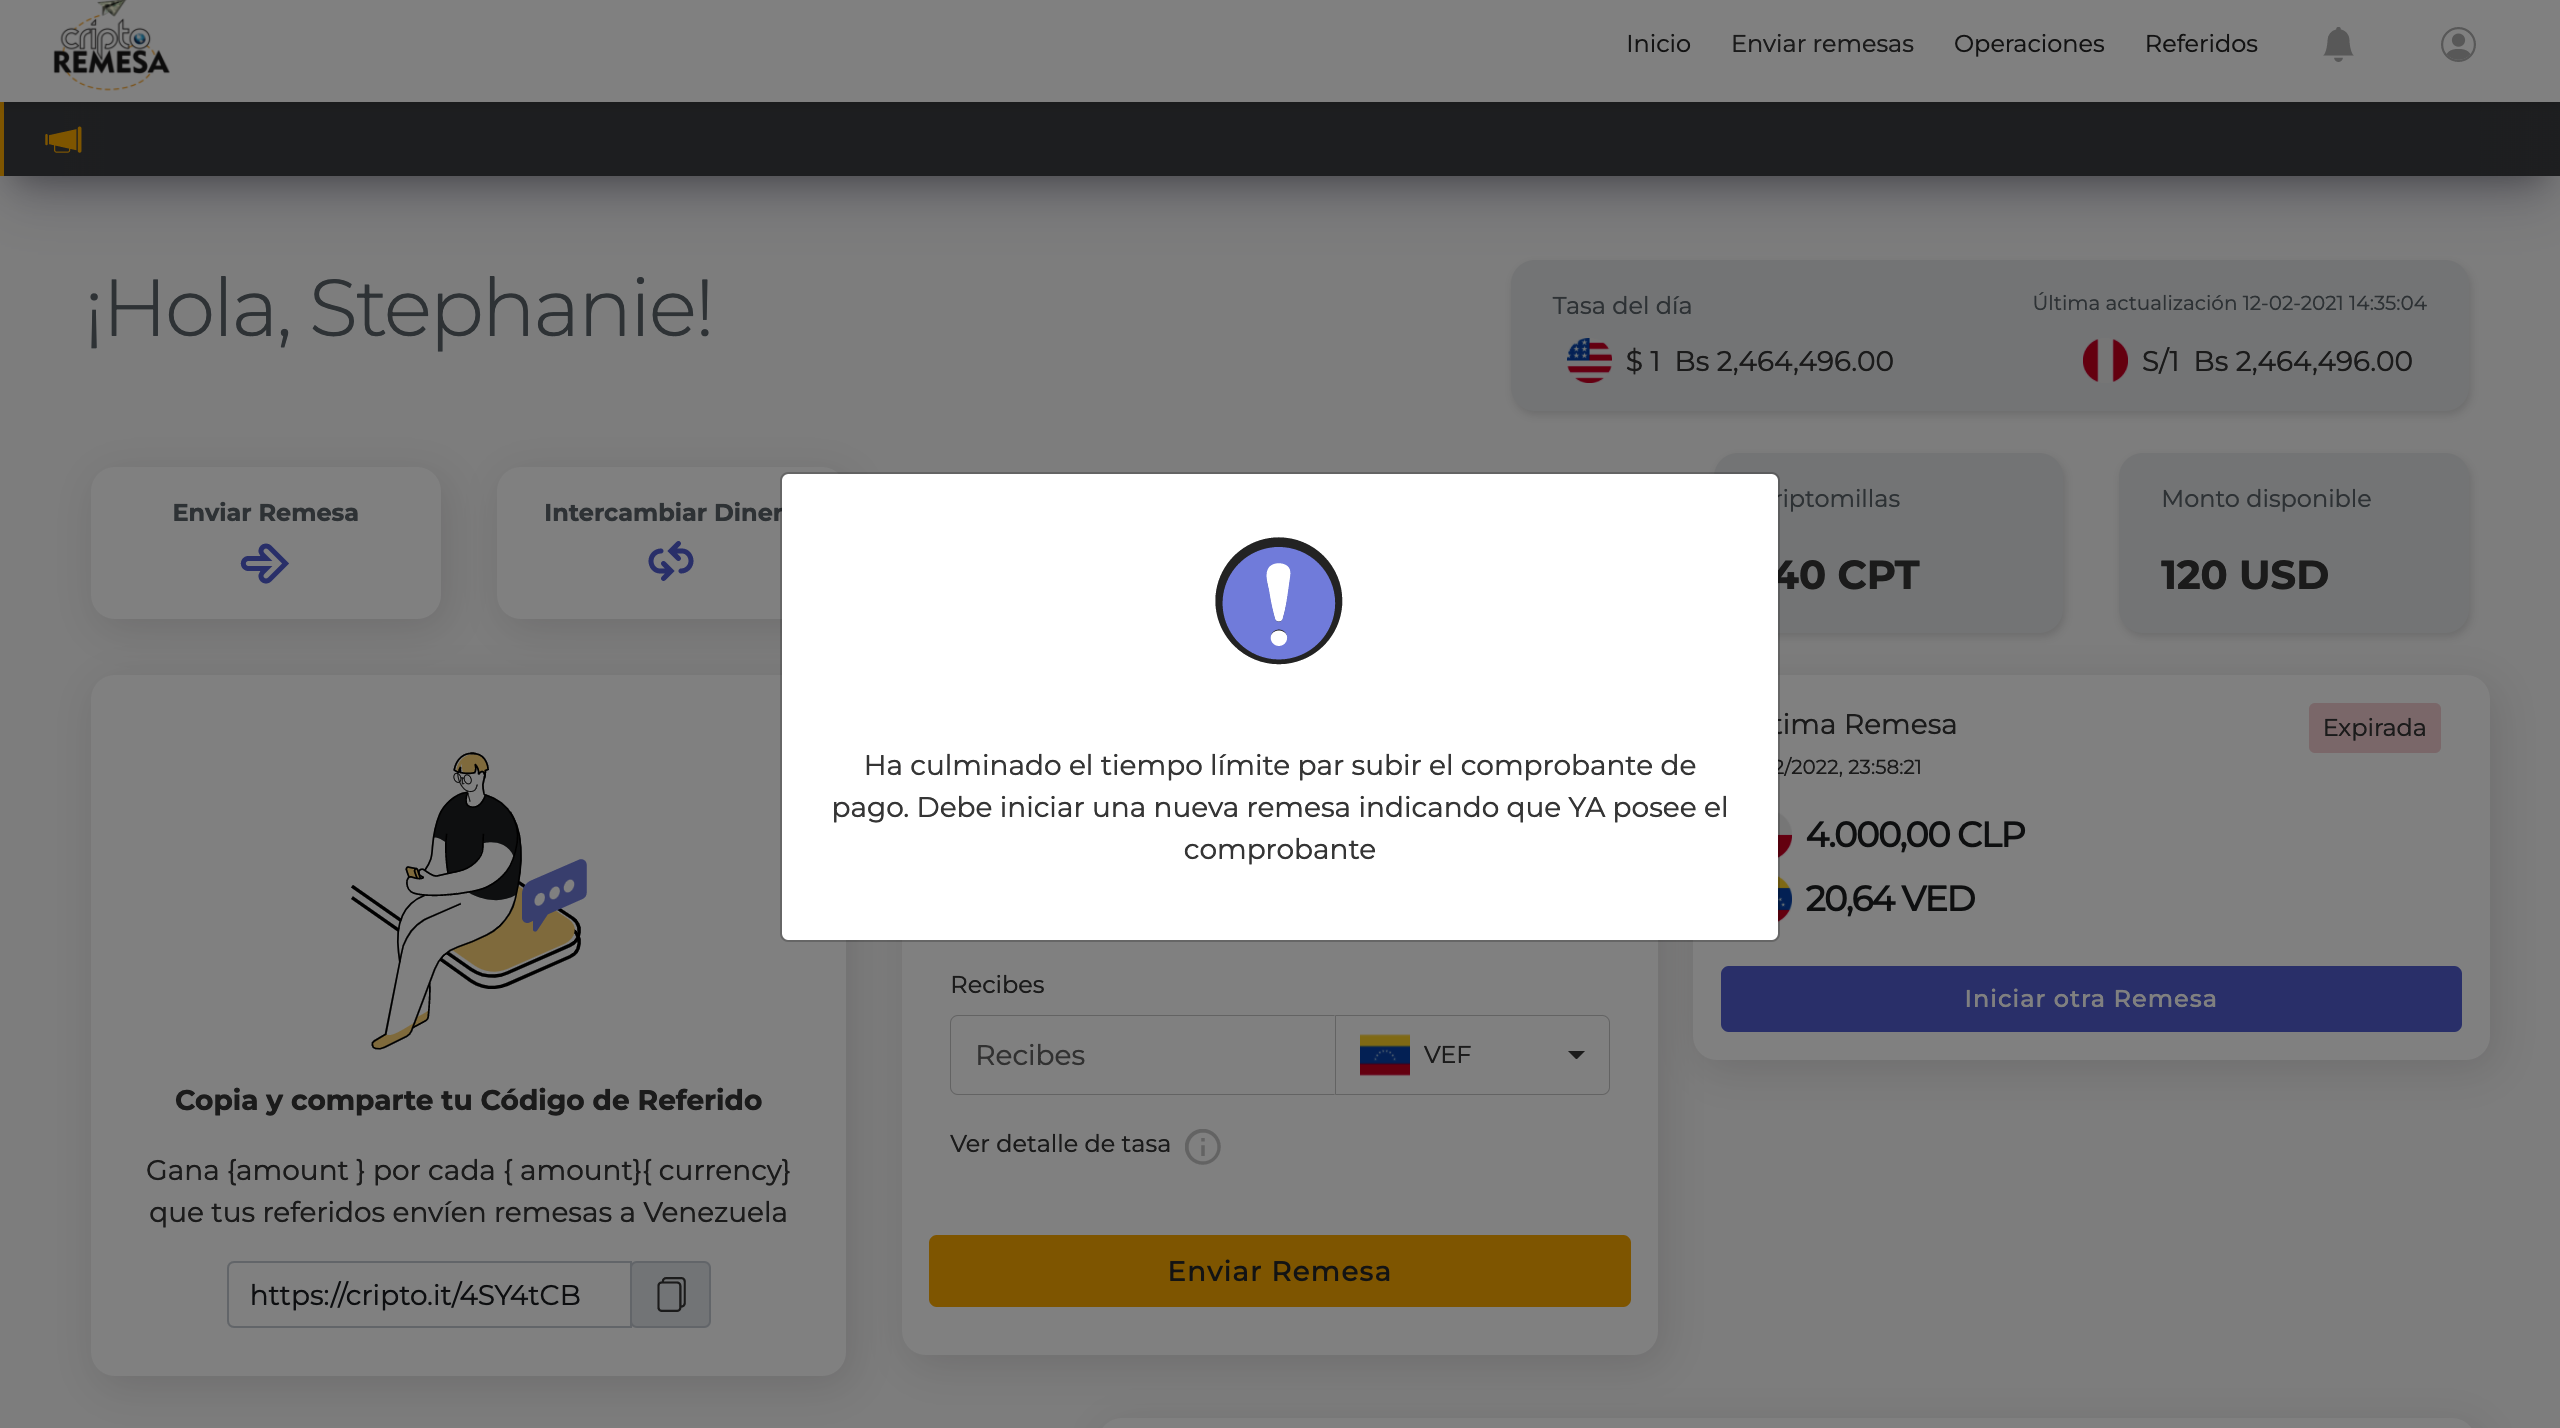 cripto
REMESA
Inicio Enviar remesas Operaciones Referidos
¡Hola, Stephanie!
Tasa del día
Última actualización 12-02-2021 14:35:04
$ 1 Bs 2,464,496.00
S/1 Bs 2,464,496.00
Enviar Remesa
Intercambiar Diner
riptomillas
40 CPT
Monto disponible
120 USD
Ha culminado el tiempo límite par subir el comprobante de
pago. Debe iniciar una nueva remesa indicando que YA posee el
comprobante
tima Remesa
Expirada
2/2022, 23:58:21
4.000,00 CLP
20,64 VED
Iniciar otra Remesa
Copia y comparte tu Código de Referido
Gana {amount } por cada { amount}{ currency}
que tus referidos envíen remesas a Venezuela
https://cripto.it/4SY4tCB
Recibes
Recibes
VEF
Ver detalle de tasa
Enviar Remesa